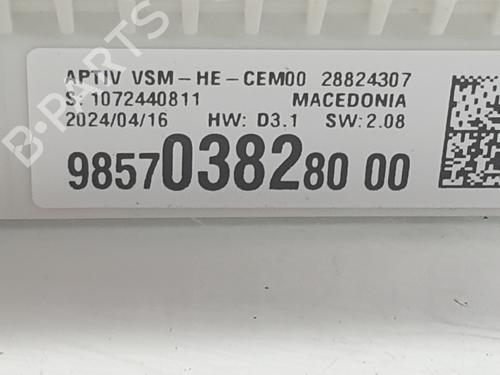 APTIV VSM-HE-CEM00 28824307
S: 1072440811 MACEDONIA
2024/04/16 HW: D3.1 SW: 2.08
9857038280 00
B-PARTS